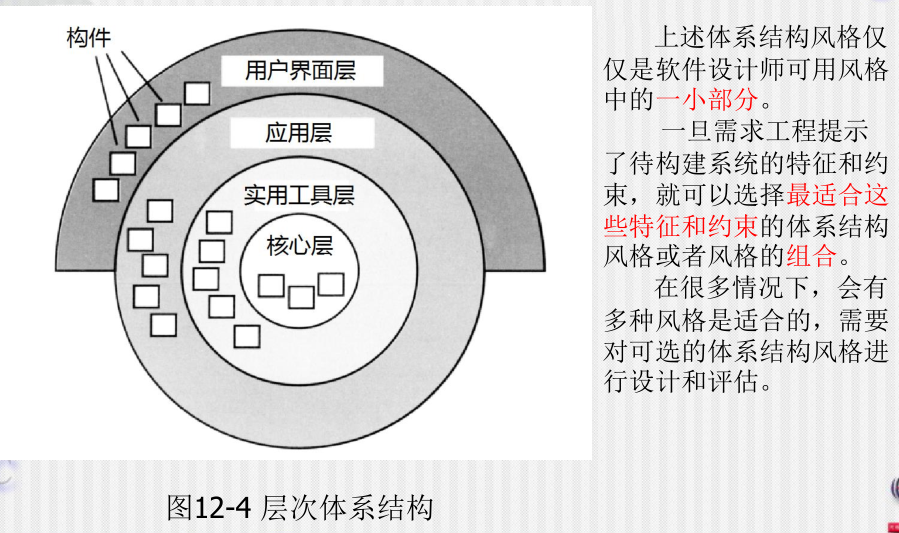 构件
用户界面层
应用层
实用工具层
核心层
图12-4 层次体系结构
上述体系结构风格仅
仅是软件设计师可用风格
中的一小部分。
一旦需求工程提示
了待构建系统的特征和约
束，就可以选择最适合这
些特征和约束的体系结构
风格或者风格的组合。
在很多情况下，会有
多种风格是适合的，需要
对可选的体系结构风格进
行设计和评估。